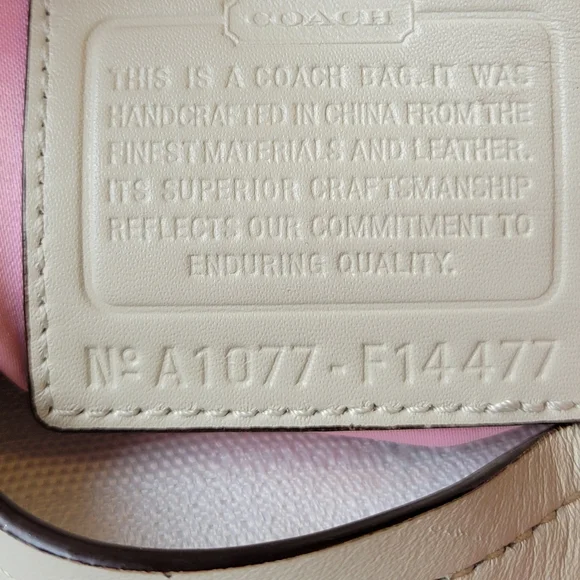 COACH
THIS IS A COACH BAG. IT WAS
HANDCRAFTED IN CHINA FROM THE
FINEST MATERIALS AND LEATHER.
ITS SUPERIOR CRAFTSMANSHIP
REFLECTS OUR COMMITMENT TO
ENDURING QUALITY.
Nº A1077-F14477